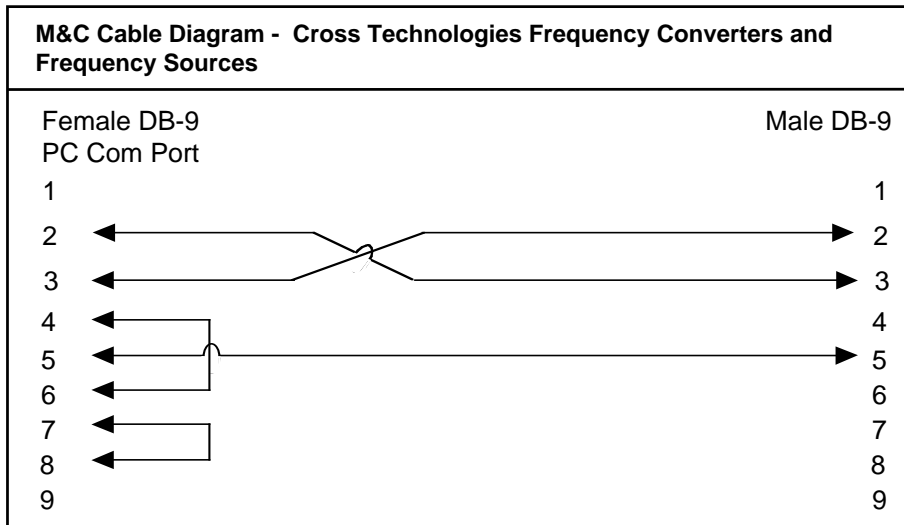 M&C Cable Diagram - Cross Technologies Frequency Converters and
Frequency Sources
Female DB-9 Male DB-9
PC Com Port
1 1
2 2
3 3
4 4
5 5
6 6
7 7
8 8
9 9